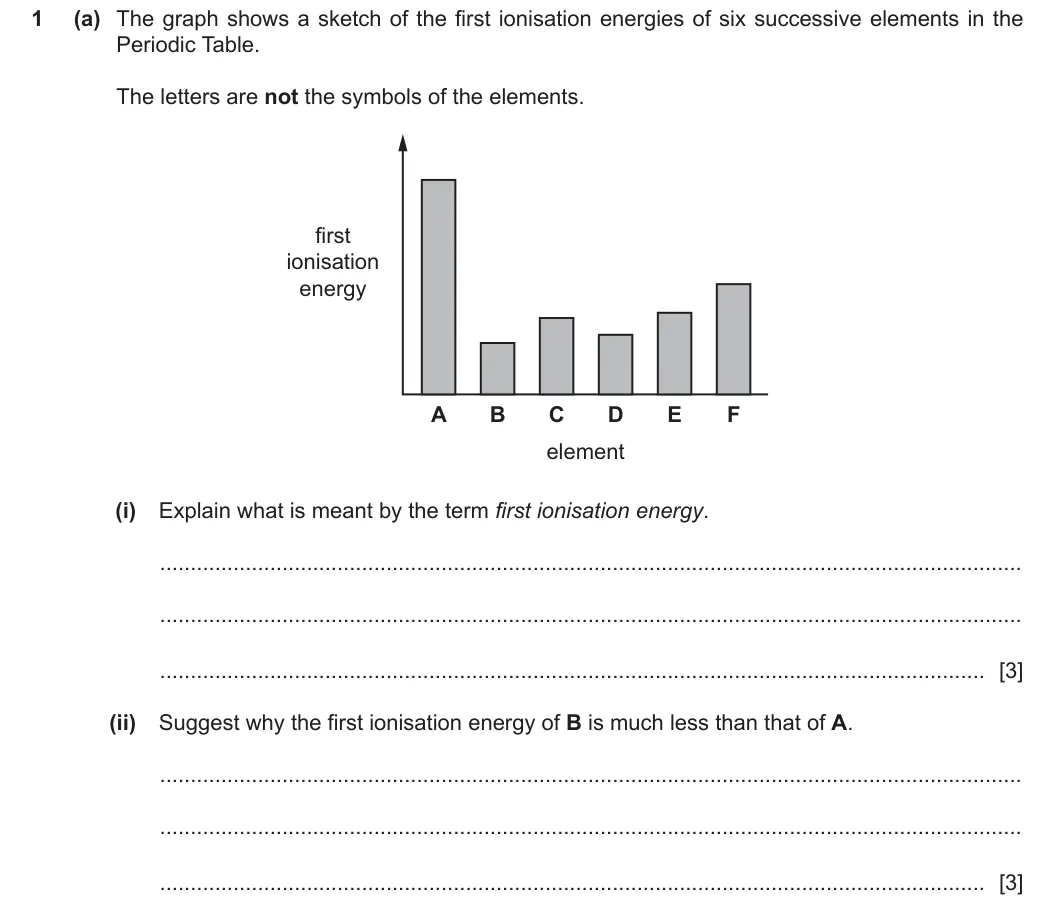 1 (a) The graph shows a sketch of the first ionisation energies of six successive elements in the
Periodic Table.
The letters are not the symbols of the elements.
first
ionisation
energy
A B C D E F
element
(i) Explain what is meant by the term first ionisation energy.
[3]
(ii) Suggest why the first ionisation energy of B is much less than that of A.
[3]